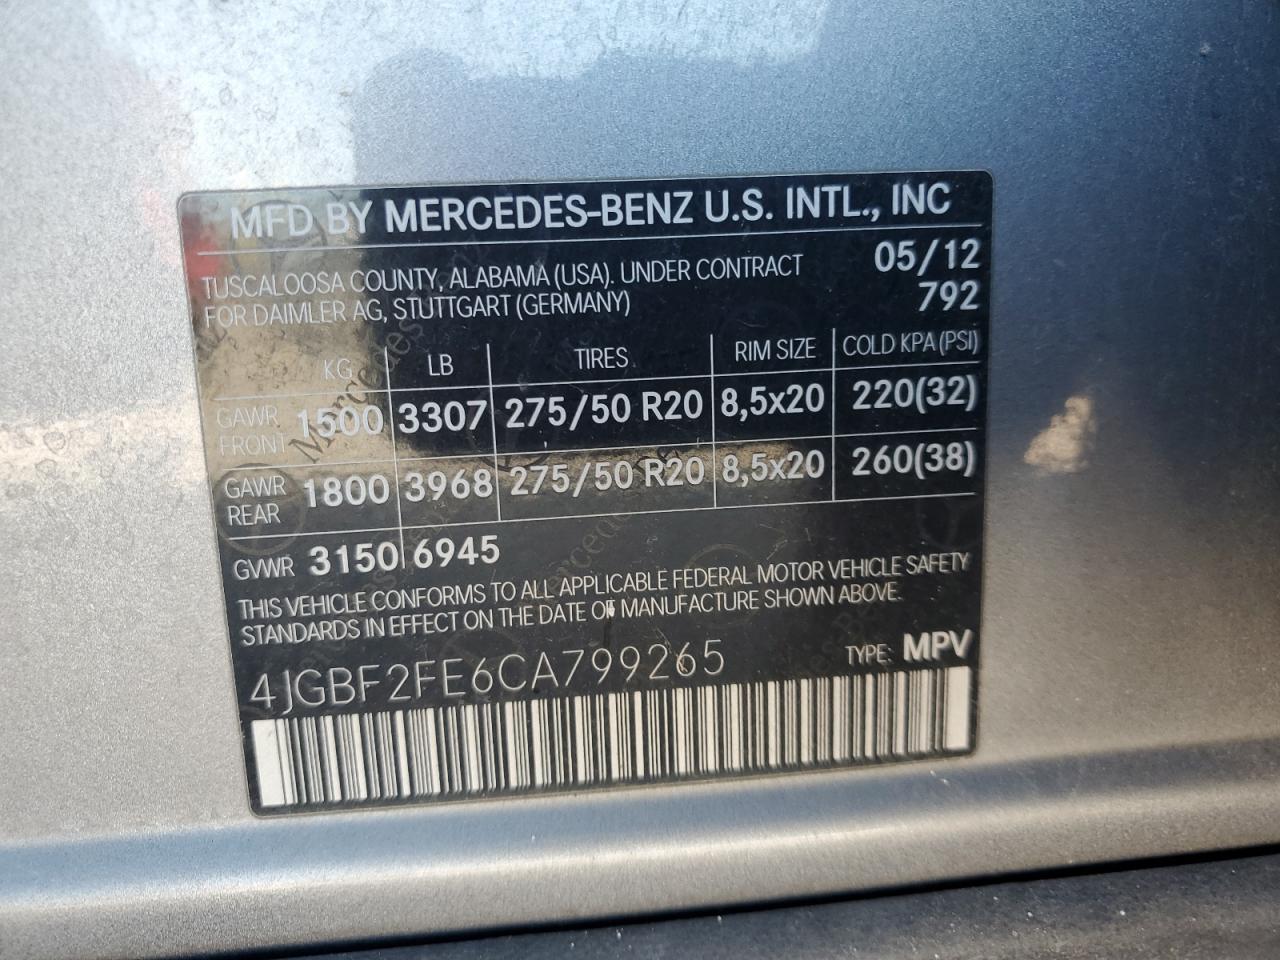 MFD BY MERCEDES-BENZ U.S. INTL., INC
TUSCALOOSA COUNTY, ALABAMA (USA). UNDER CONTRACT 05/12
FOR DAIMLER AG, STUTTGART (GERMANY) 792
KG LB TIRES RIM SIZE COLD KPA (PSI)
GAWR FRONT 1500 3307 275/50 R20 8,5x20 220(32)
GAWR REAR 1800 3968 275/50 R20 8,5x20 260(38)
GVWR 3150 6945
THIS VEHICLE CONFORMS TO ALL APPLICABLE FEDERAL MOTOR VEHICLE SAFETY
STANDARDS IN EFFECT ON THE DATE OF MANUFACTURE SHOWN ABOVE.
4JGBF2FE6CA799265 TYPE: MPV